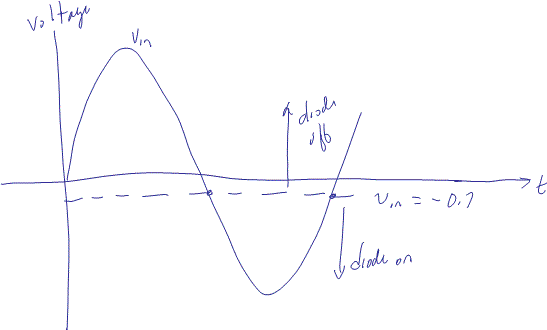 voltage
Vin
diode
off
t
Vin = -0.7
diode on